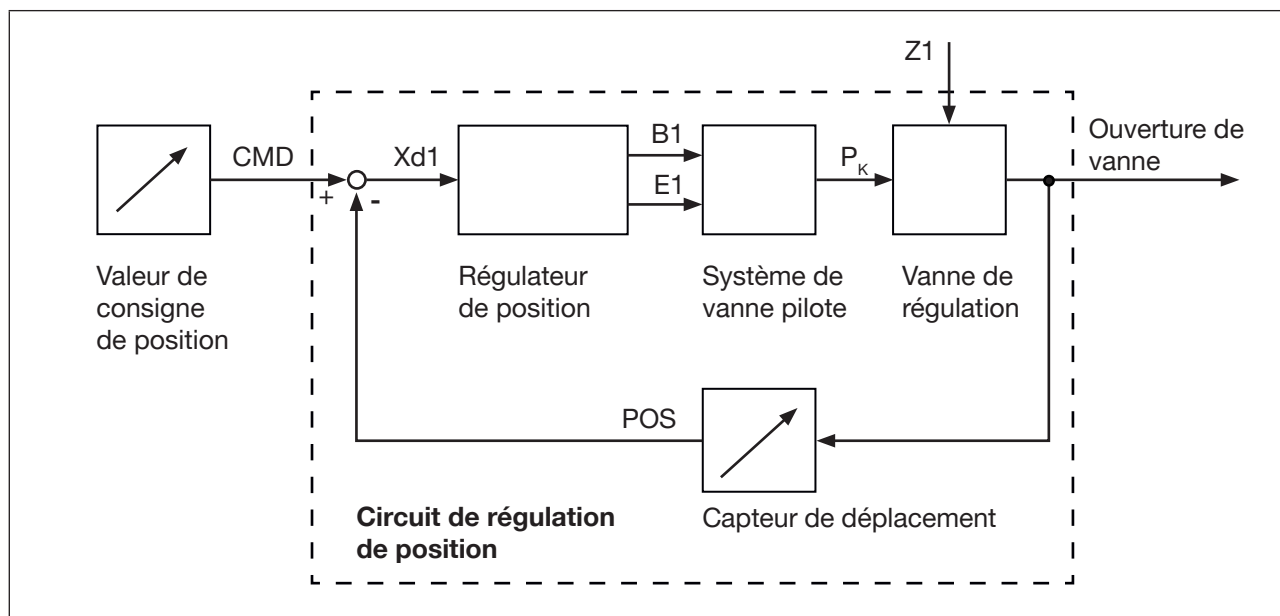 Z1
CMD
Xd1
B1
E1
P_K
Ouverture de
vanne
+
-
Valeur de
consigne
de position
Régulateur
de position
Système de
vanne pilote
Vanne de
régulation
POS
Capteur de déplacement
Circuit de régulation
de position